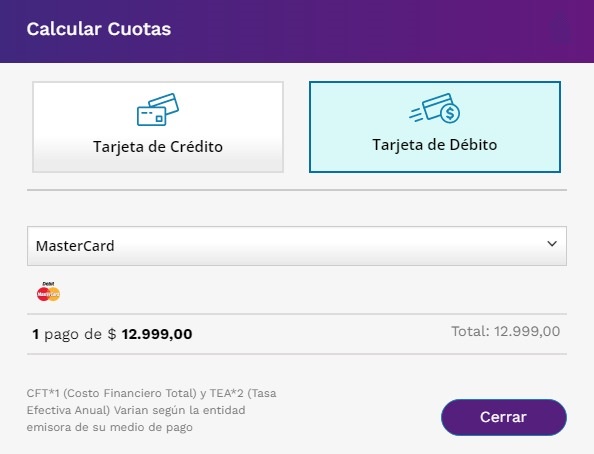 Calcular Cuotas
Tarjeta de Crédito
Tarjeta de Débito
MasterCard
Debit
MasterCard
1 pago de $ 12.999,00
Total: 12.999,00
CFT*1 (Costo Financiero Total) y TEA*2 (Tasa
Efectiva Anual) Varian según la entidad
emisora de su medio de pago
Cerrar